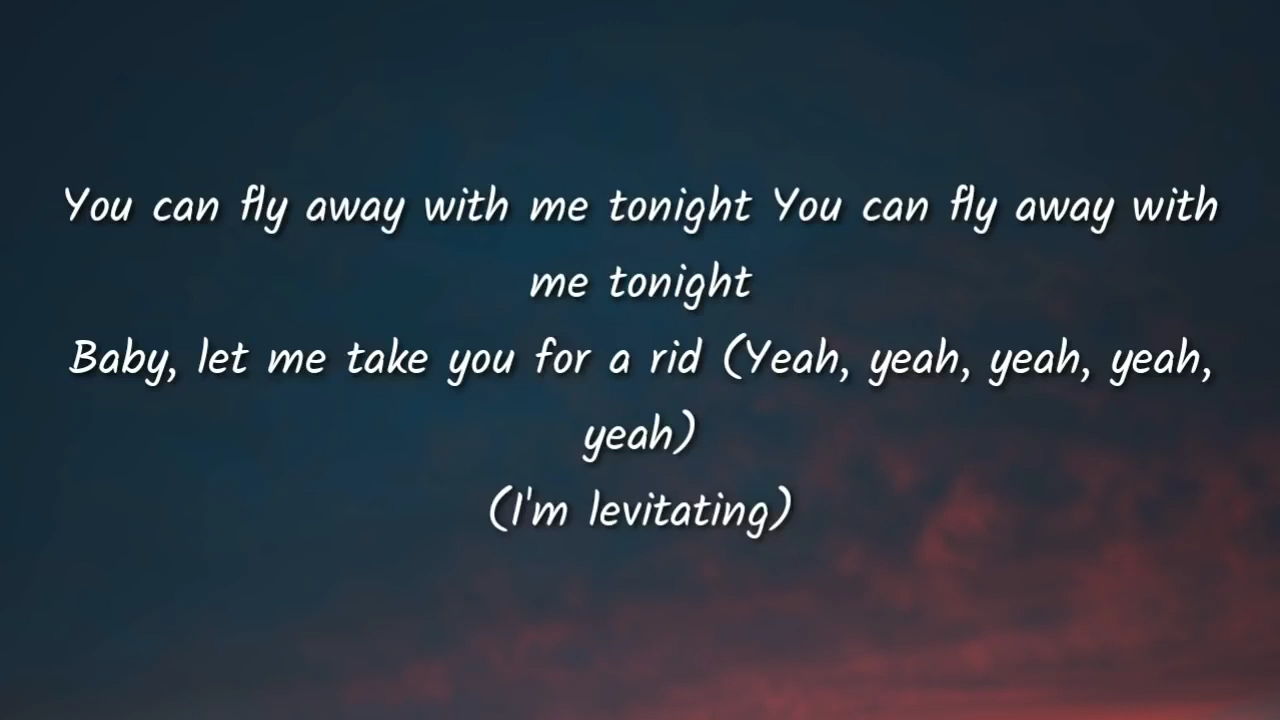 You can fly away with me tonight You can fly away with
me tonight
Baby, let me take you for a rid (Yeah, yeah, yeah, yeah,
yeah)
(I'm levitating)